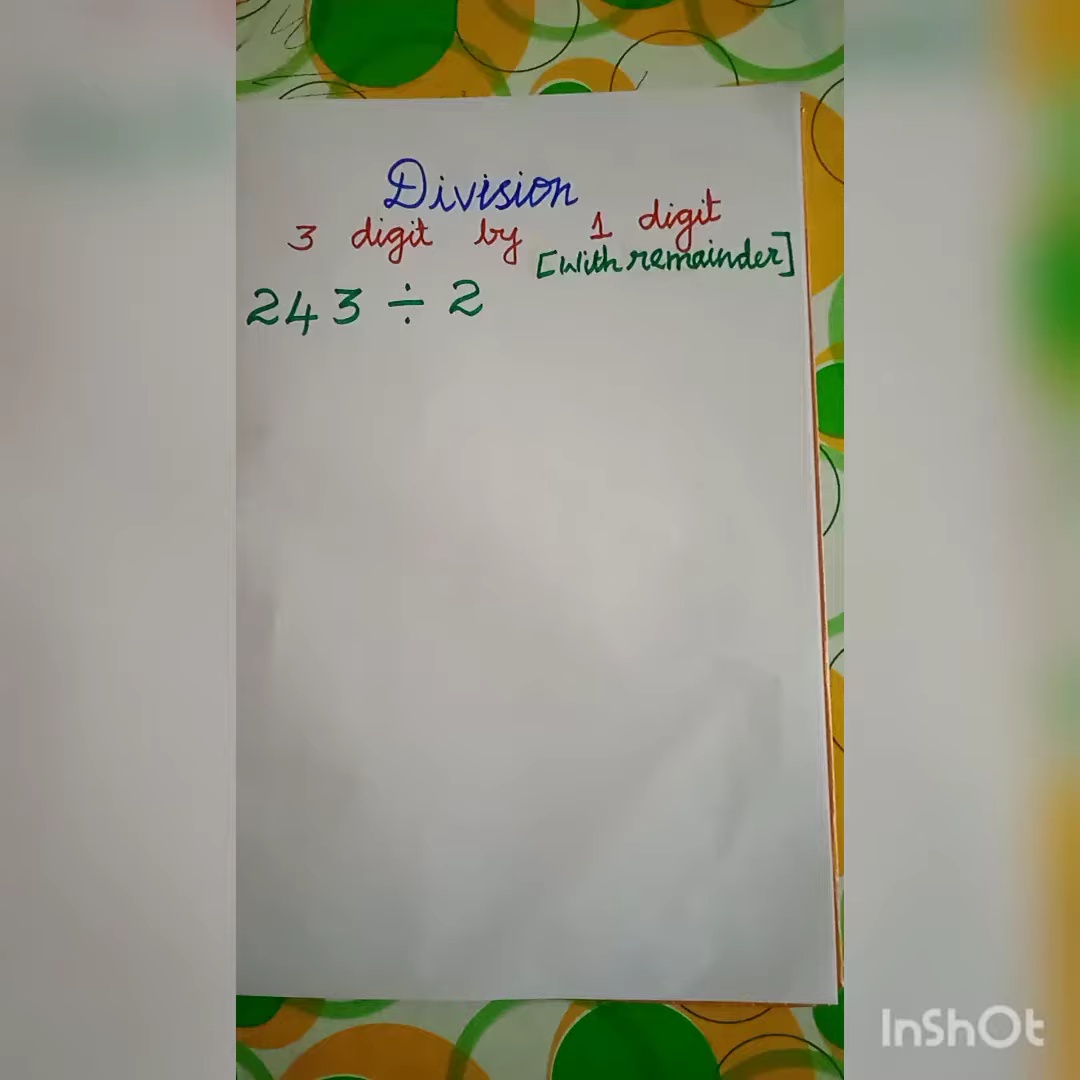 Division
3 digit by 1 digit
[With remainder]
243 ÷ 2
InShOt